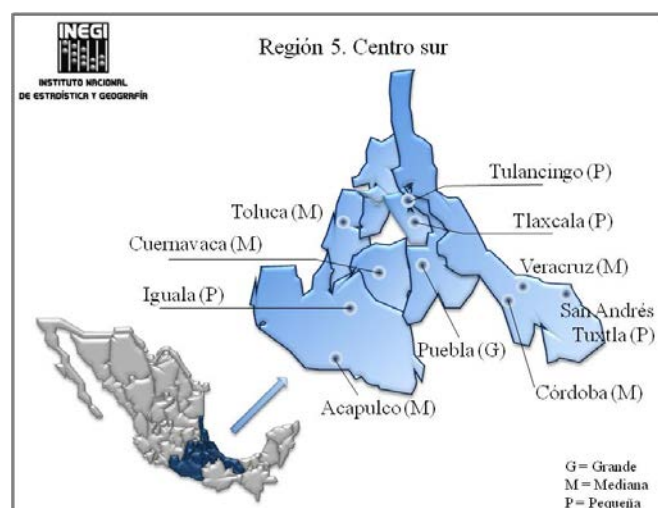 INEGI
INSTITUTO NACIONAL
DE ESTADÍSTICA Y GEOGRAFÍA
Región 5. Centro sur
Tulancingo (P)
Toluca (M)
Tlaxcala (P)
Cuernavaca (M)
Veracruz (M)
Iguala (P)
San Andrés
Tuxtla (P)
Puebla (G)
Córdoba (M)
Acapulco (M)
G = Grande
M = Mediana
P = Pequeña